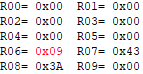 R00= 0x00 R01= 0x00
R02= 0x00 R03= 0x00
R04= 0x00 R05= 0x00
R06= 0x09 R07= 0x43
R08= 0x3A R09= 0x00